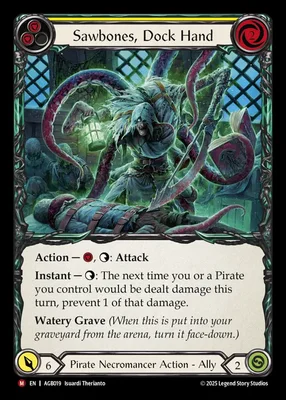 Sawbones, Dock Hand
Action — , : Attack
Instant — : The next time you or a Pirate
you control would be dealt damage this
turn, prevent 1 of that damage.
Watery Grave (When this is put into your
graveyard from the arena, turn it face-down.)
6 Pirate Necromancer Action - Ally 2
M EN | AGB019 Isuardi Therianto © 2025 Legend Story Studios